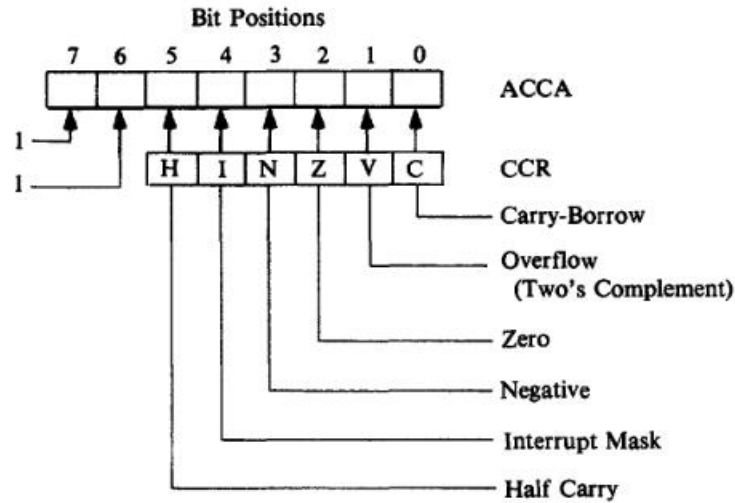 Bit Positions
7 6 5 4 3 2 1 0
ACCA
1
H I N Z V C CCR
1
Carry-Borrow
Overflow
(Two's Complement)
Zero
Negative
Interrupt Mask
Half Carry